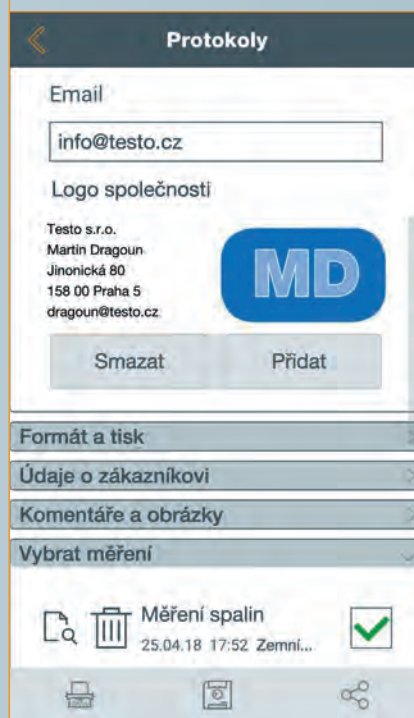 Protokoly
Email
info@testo.cz
Logo společnosti
Testo s.r.o.
Martin Dragoun
Jinonická 80
158 00 Praha 5
dragoun@testo.cz
MD
Smazat Přidat
Formát a tisk
Údaje o zákazníkovi
Komentáře a obrázky
Vybrat měření
Měření spalin
25.04.18 17:52 Zemní...